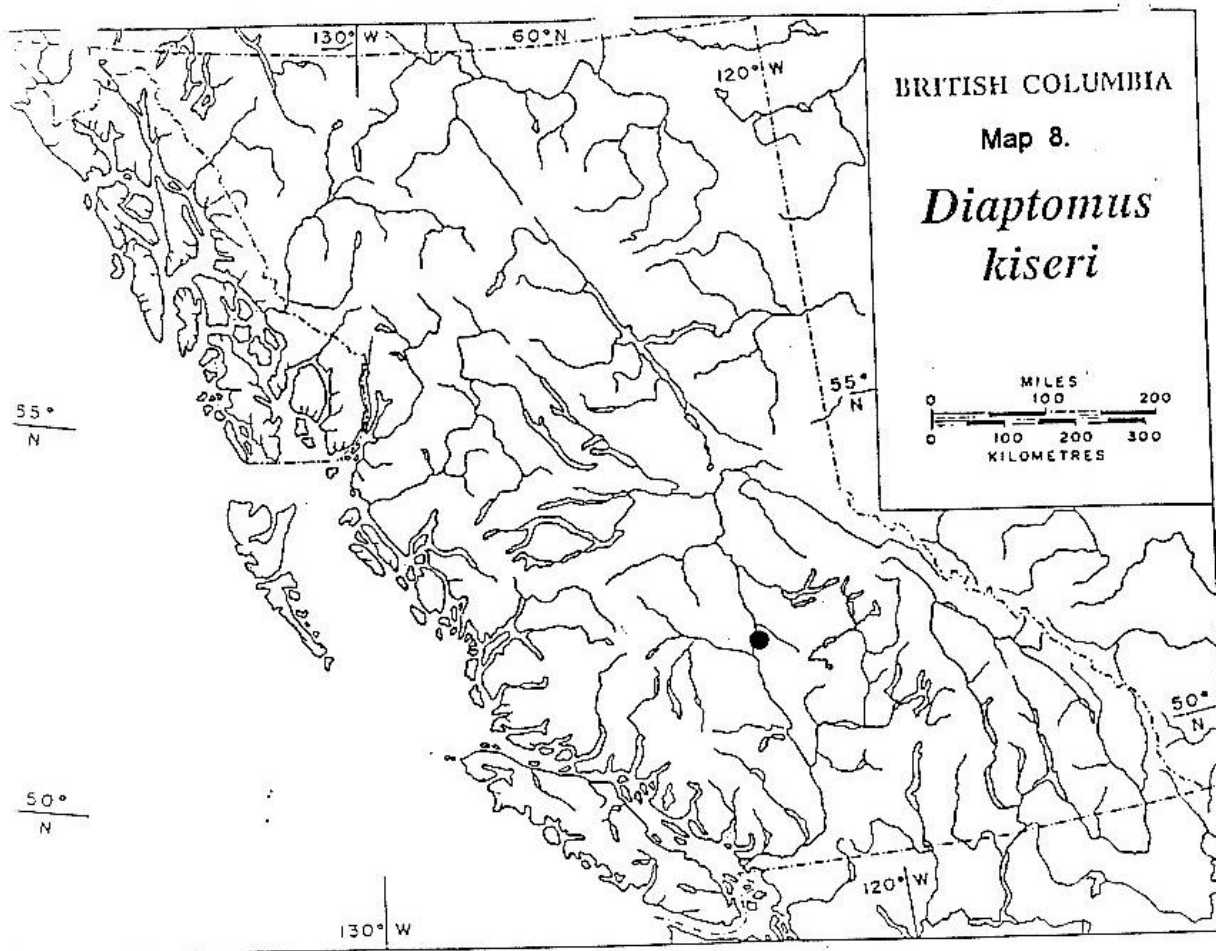 130° W
60° N
120° W
BRITISH COLUMBIA
Map 8.
Diaptomus
kiseri
MILES
0 100 200
0 100 200 300
KILOMETRES
55°
N
55°
N
50°
N
50°
N
120° W
130° W